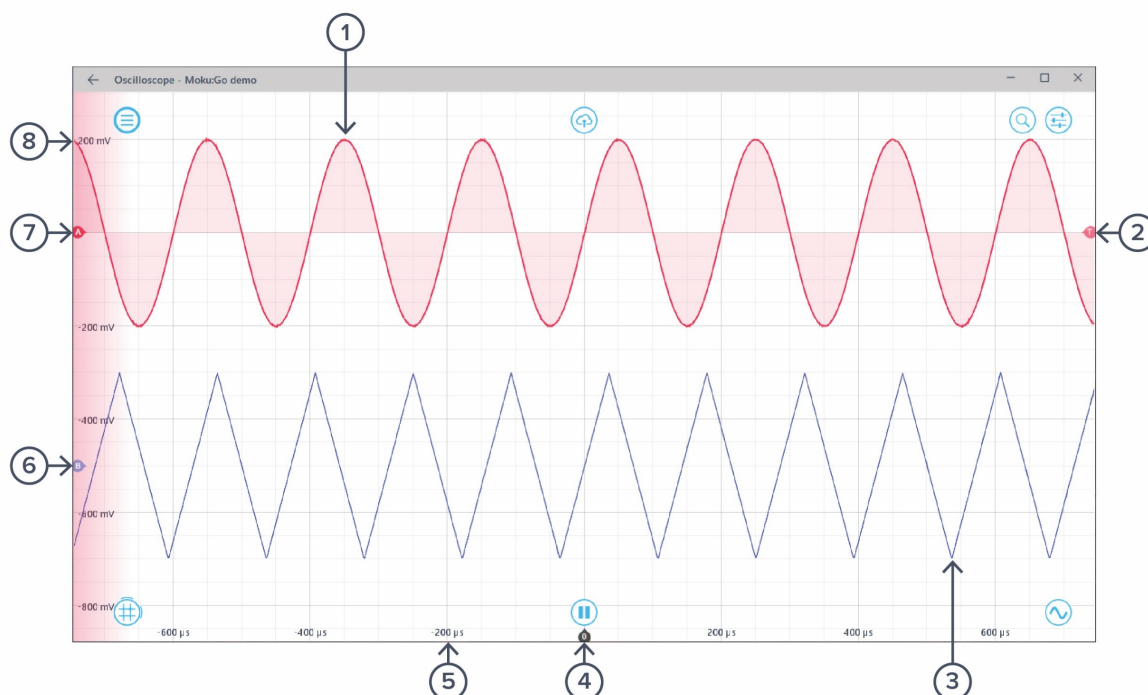 1
Oscilloscope - Moku:Go demo
8
200 mV
7
A
T
2
-200 mV
-400 mV
6
B
-600 mV
-800 mV
-600 µs
-400 µs
-200 µs
0
200 µs
400 µs
600 µs
5
4
3